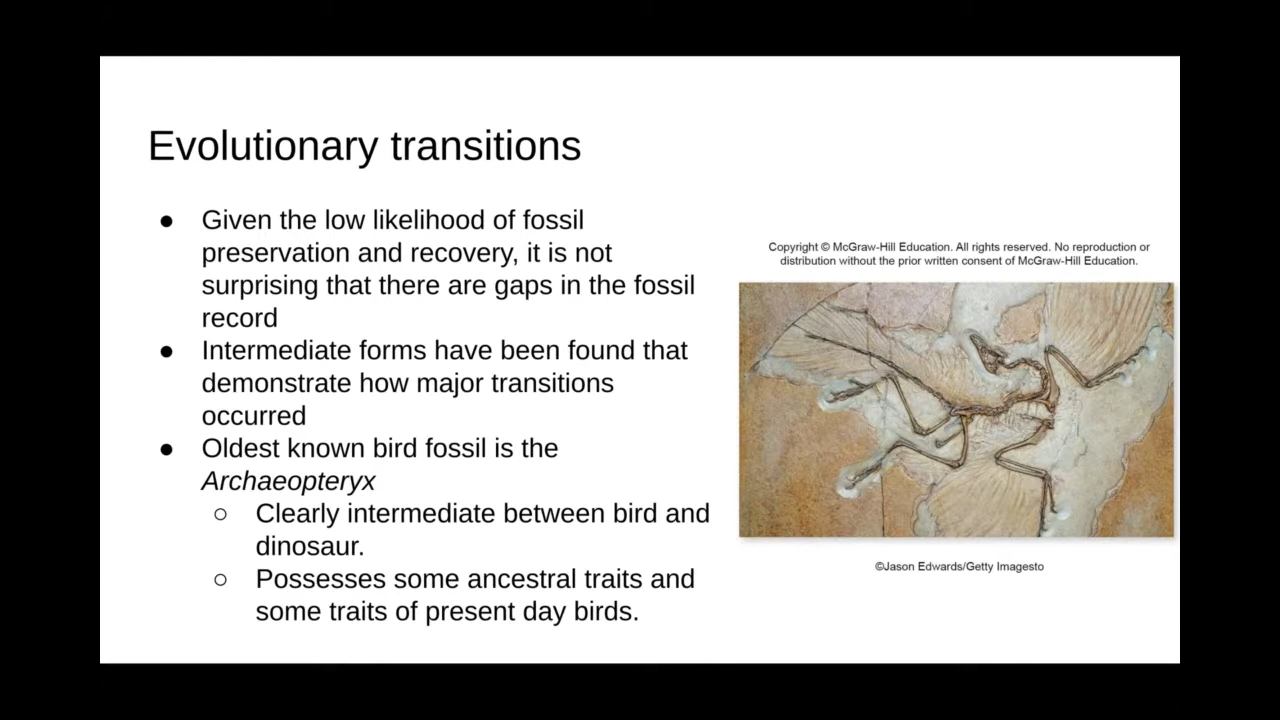 Evolutionary transitions
● Given the low likelihood of fossil
preservation and recovery, it is not
surprising that there are gaps in the fossil
record
● Intermediate forms have been found that
demonstrate how major transitions
occurred
● Oldest known bird fossil is the
Archaeopteryx
○ Clearly intermediate between bird and
dinosaur.
○ Possesses some ancestral traits and
some traits of present day birds.
Copyright © McGraw-Hill Education. All rights reserved. No reproduction or
distribution without the prior written consent of McGraw-Hill Education.
©Jason Edwards/Getty Imagesto